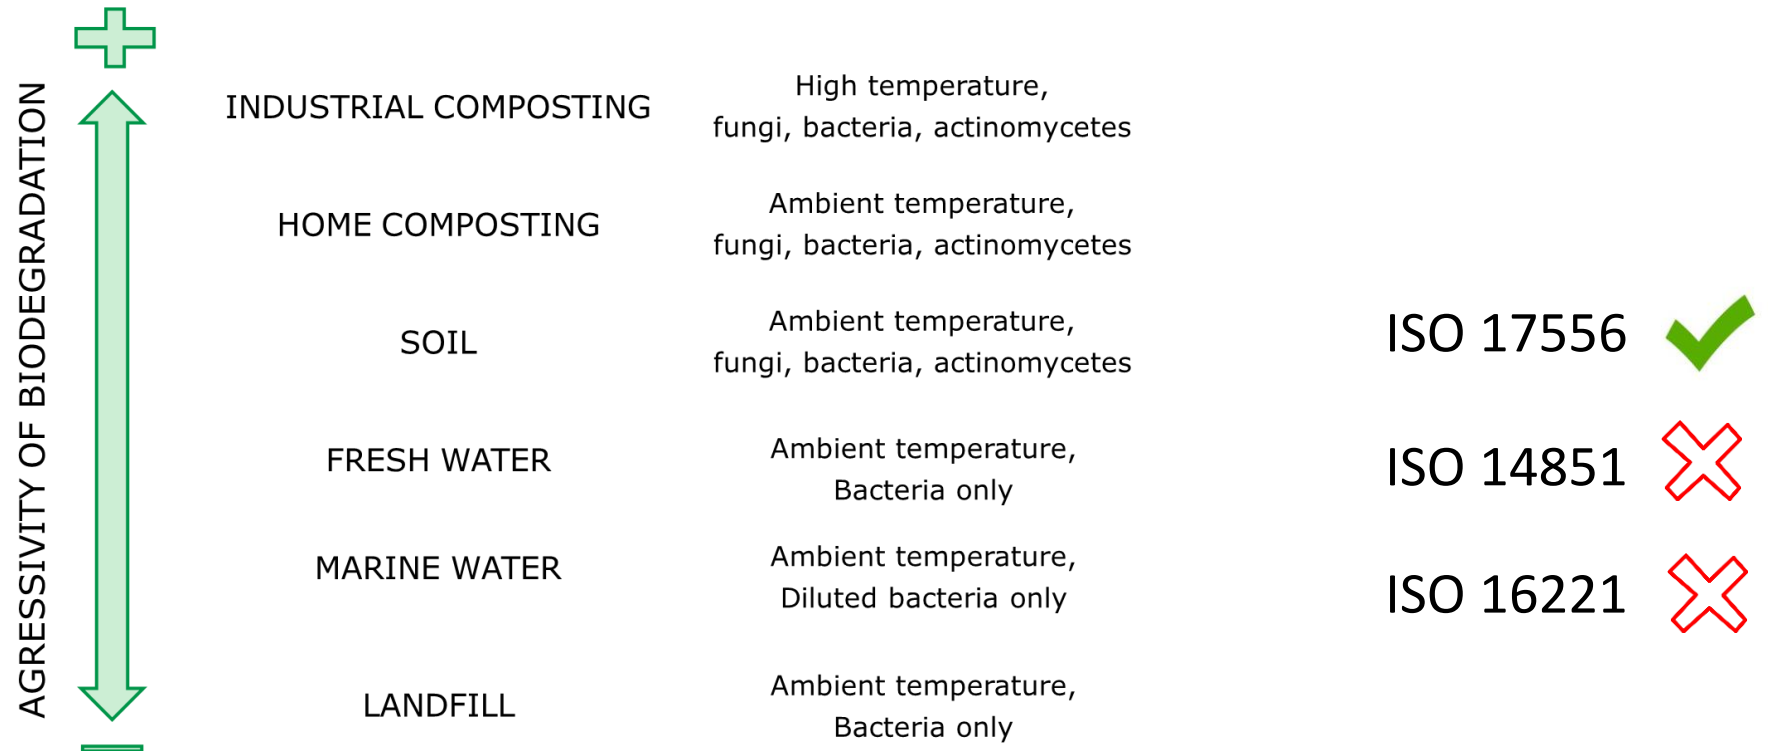 AGRESSIVITY OF BIODEGRADATION
INDUSTRIAL COMPOSTING
High temperature,
fungi, bacteria, actinomycetes
HOME COMPOSTING
Ambient temperature,
fungi, bacteria, actinomycetes
SOIL
Ambient temperature,
fungi, bacteria, actinomycetes
ISO 17556
FRESH WATER
Ambient temperature,
Bacteria only
ISO 14851
MARINE WATER
Ambient temperature,
Diluted bacteria only
ISO 16221
LANDFILL
Ambient temperature,
Bacteria only